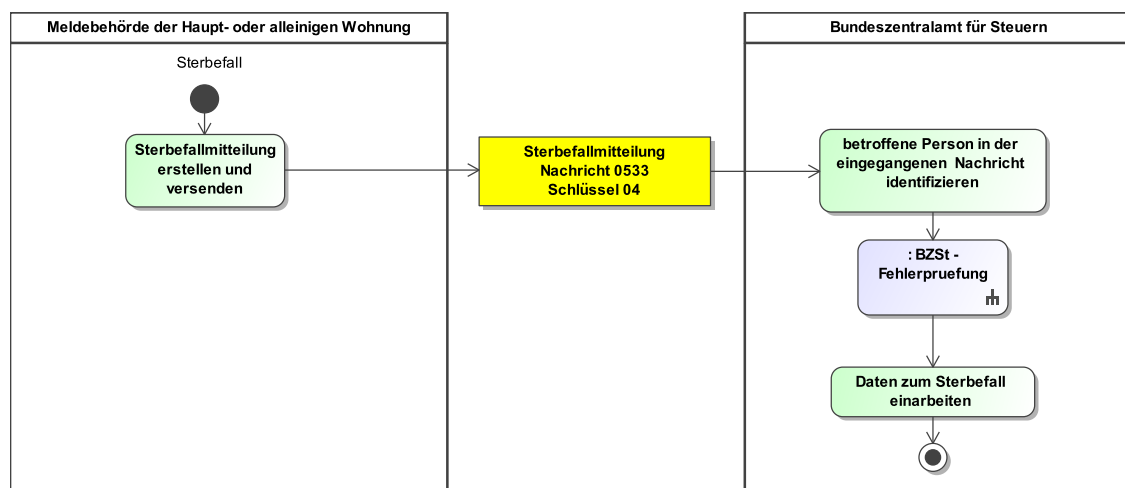 Meldebehörde der Haupt- oder alleinigen Wohnung
Sterbefall
Sterbefallmitteilung
erstellen und
versenden
Sterbefallmitteilung
Nachricht 0533
Schlüssel 04
Bundeszentralamt für Steuern
betroffene Person in der
eingegangenen Nachricht
identifizieren
: BZSt -
Fehlerpruefung
Daten zum Sterbefall
einarbeiten